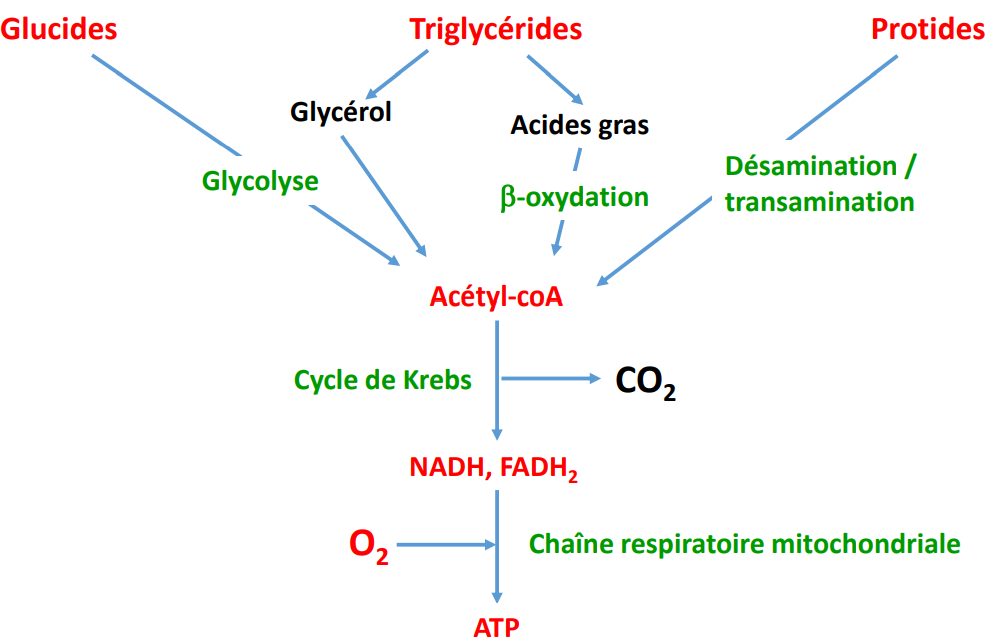 Glucides
Triglycérides
Protides
Glycérol
Acides gras
Glycolyse
β-oxydation
Désamination /
transamination
Acétyl-coA
Cycle de Krebs
CO₂
NADH, FADH₂
O₂
Chaîne respiratoire mitochondriale
ATP